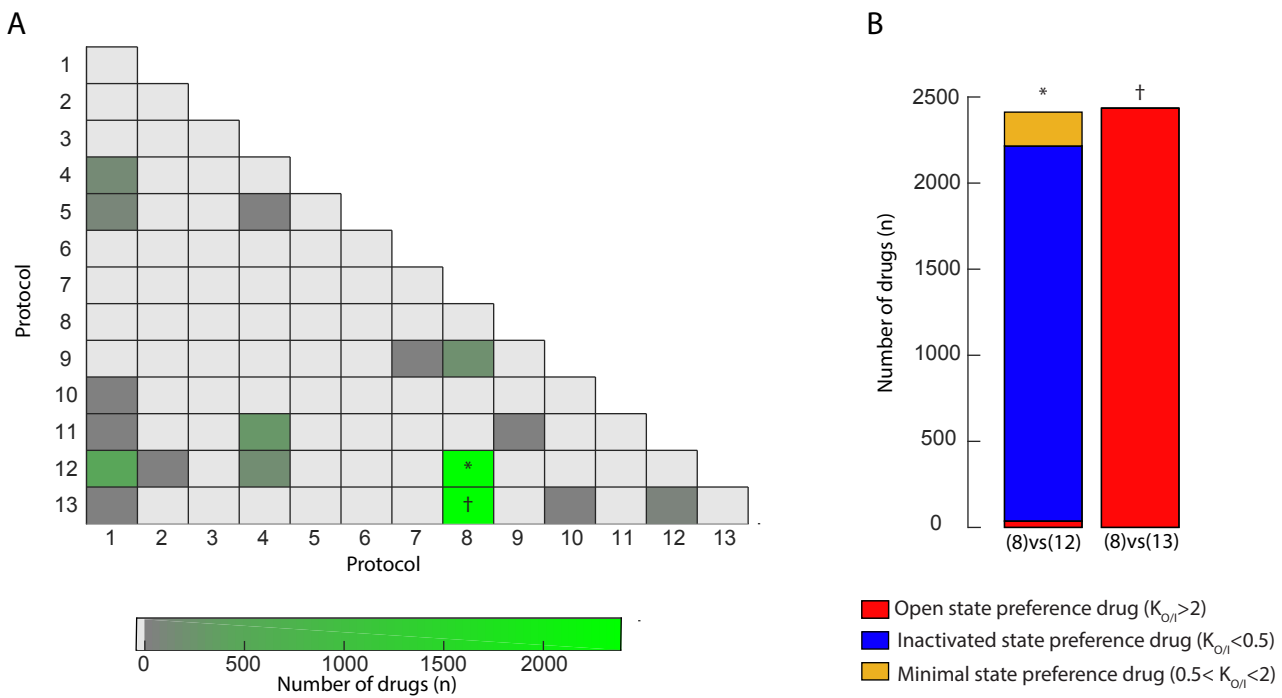 A
B
1
2
3
4
5
6
7
8
9
10
11
12
13
Protocol
*
†
1 2 3 4 5 6 7 8 9 10 11 12 13
Protocol
0 500 1000 1500 2000
Number of drugs (n)
* †
2500
2000
1500
1000
500
0
Number of drugs (n)
(8)vs(12) (8)vs(13)
Open state preference drug (K_O/I>2)
Inactivated state preference drug (K_O/I<0.5)
Minimal state preference drug (0.5< K_O/I<2)